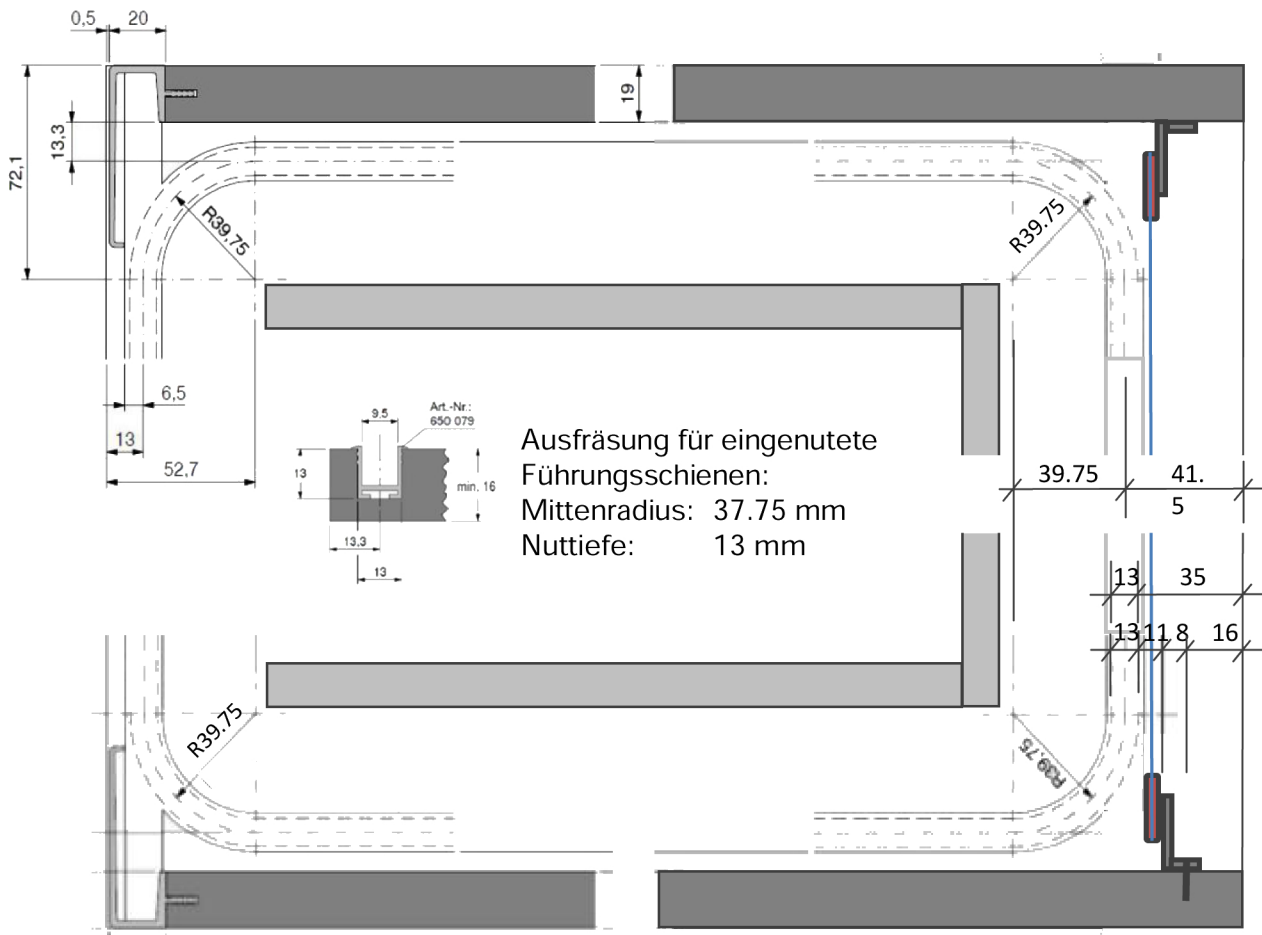 0,5 20
19
13,3
72,1
R39,75
R39.75
6,5
13
52,7
9,5
Art.-Nr.:
650 079
13
min. 16
13,3
13
Ausfräsung für eingenutete
Führungsschienen:
Mittenradius: 37.75 mm
Nuttiefe: 13 mm
39.75 41.
5
13 35
13 11 8 16
R39.75
R39,75